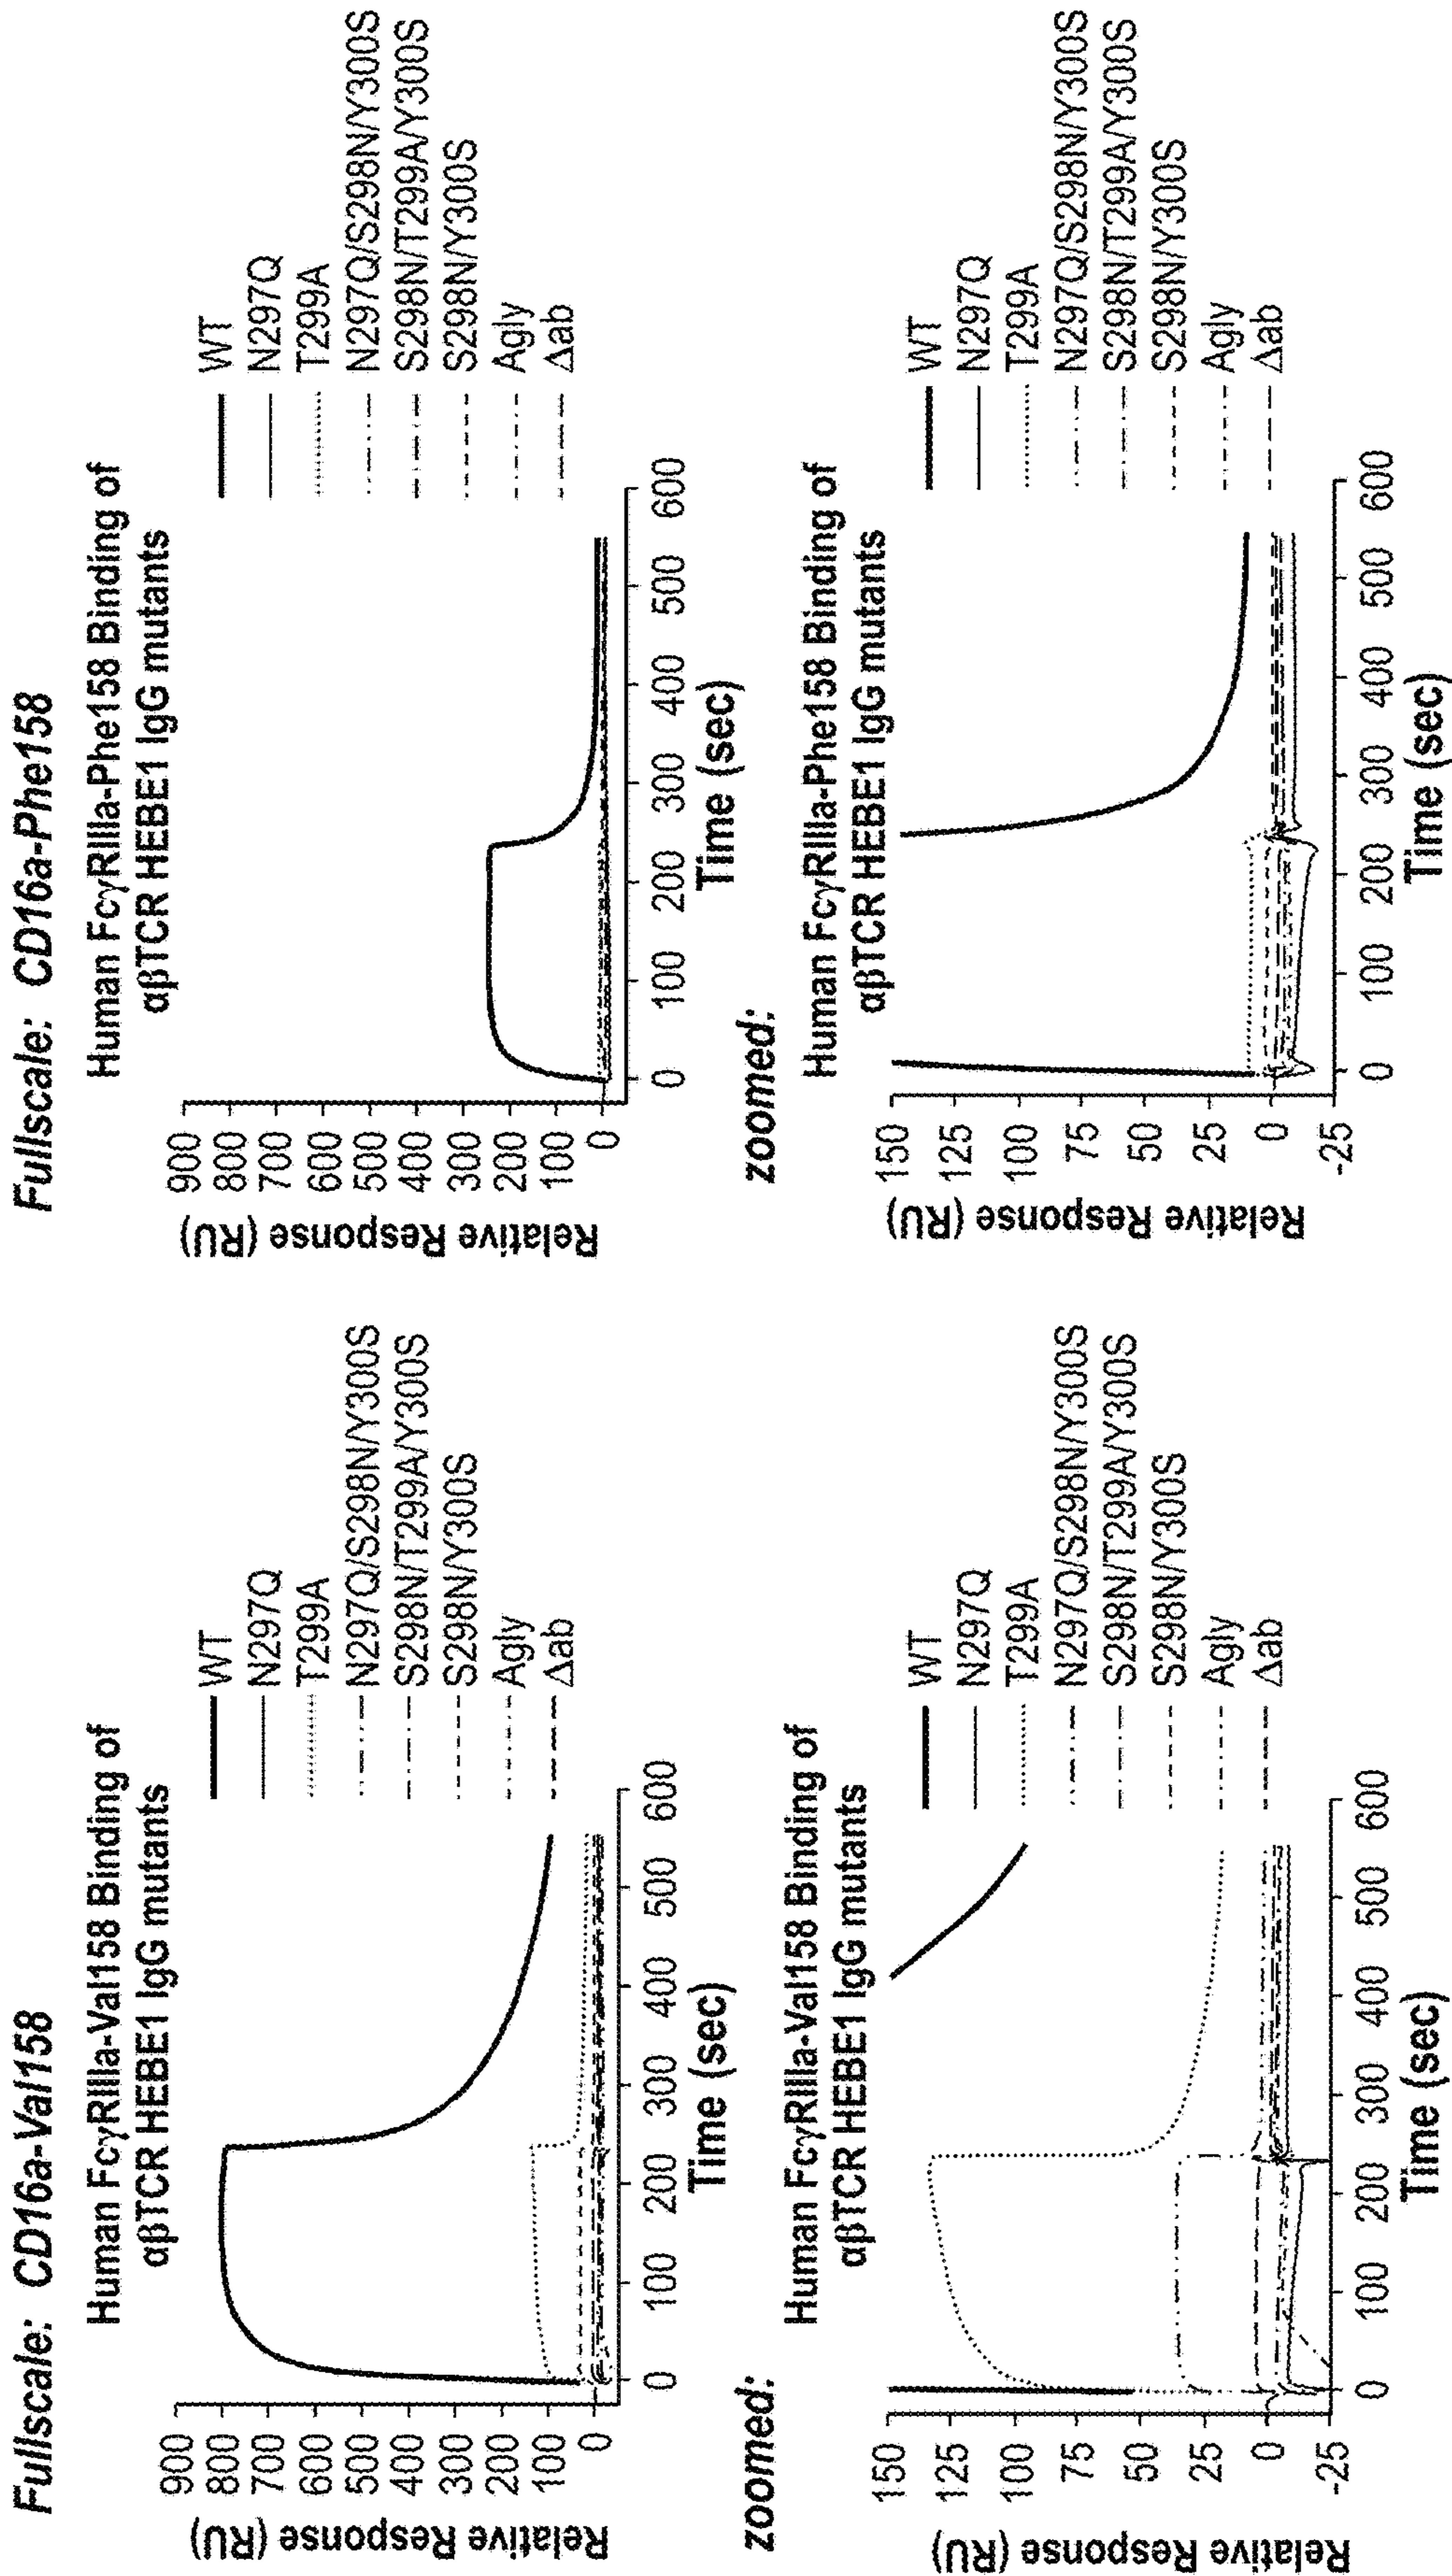 Fullscale: CD16a-Val158
Human FcγRIIIa-Val158 Binding of
αβTCR HEBE1 IgG mutants
Relative Response (RU)
900
800
700
600
500
400
300
200
100
0
0 100 200 300 400 500 600
Time (sec)
WT
N297Q
T299A
N297Q/S298N/Y300S
S298N/T299A/Y300S
S298N/Y300S
Agly
Δab
Fullscale: CD16a-Phe158
Human FcγRIIIa-Phe158 Binding of
αβTCR HEBE1 IgG mutants
Relative Response (RU)
900
800
700
600
500
400
300
200
100
0
0 100 200 300 400 500 600
Time (sec)
WT
N297Q
T299A
N297Q/S298N/Y300S
S298N/T299A/Y300S
S298N/Y300S
Agly
Δab
zoomed:
Human FcγRIIIa-Val158 Binding of
αβTCR HEBE1 IgG mutants
Relative Response (RU)
150
125
100
75
50
25
0
-25
0 100 200 300 400 500 600
Time (sec)
WT
N297Q
T299A
N297Q/S298N/Y300S
S298N/T299A/Y300S
S298N/Y300S
Agly
Δab
zoomed:
Human FcγRIIIa-Phe158 Binding of
αβTCR HEBE1 IgG mutants
Relative Response (RU)
150
125
100
75
50
25
0
-25
0 100 200 300 400 500 600
Time (sec)
WT
N297Q
T299A
N297Q/S298N/Y300S
S298N/T299A/Y300S
S298N/Y300S
Agly
Δab